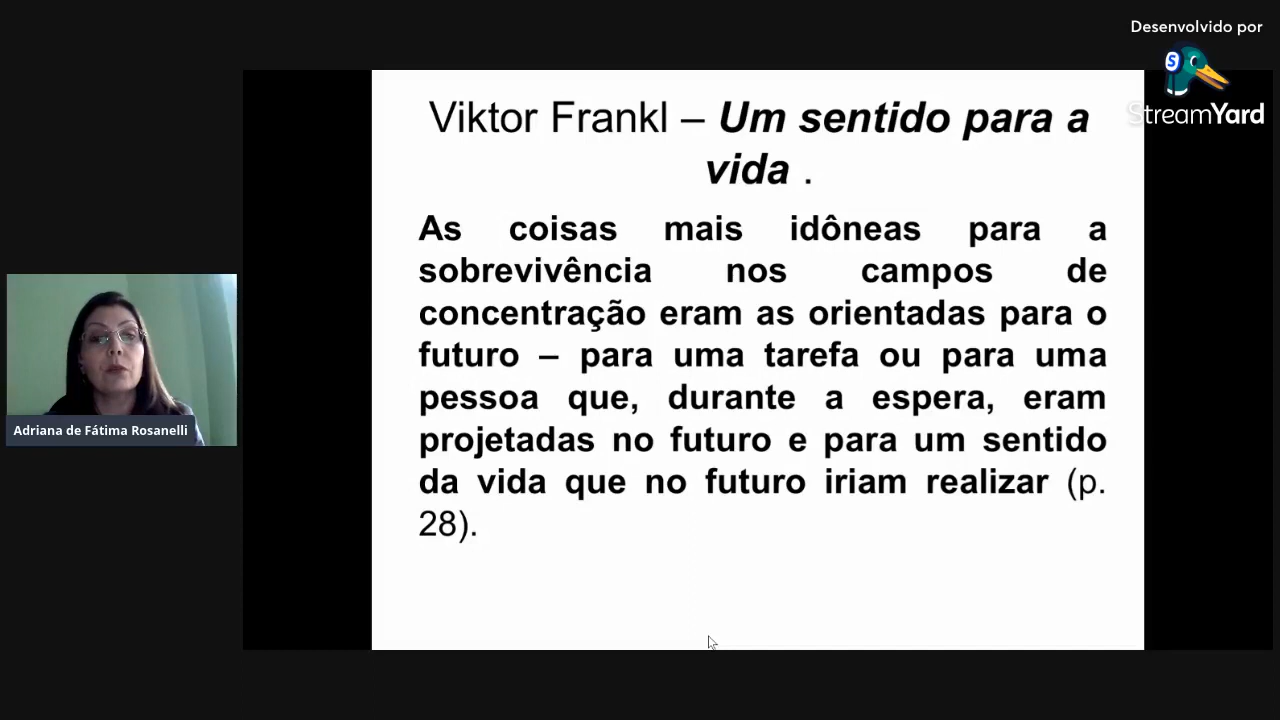 Desenvolvido por
StreamYard
Viktor Frankl – Um sentido para a
vida .
As coisas mais idôneas para a
sobrevivência nos campos de
concentração eram as orientadas para o
futuro – para uma tarefa ou para uma
pessoa que, durante a espera, eram
projetadas no futuro e para um sentido
da vida que no futuro iriam realizar (p.
28).
Adriana de Fátima Rosanelli